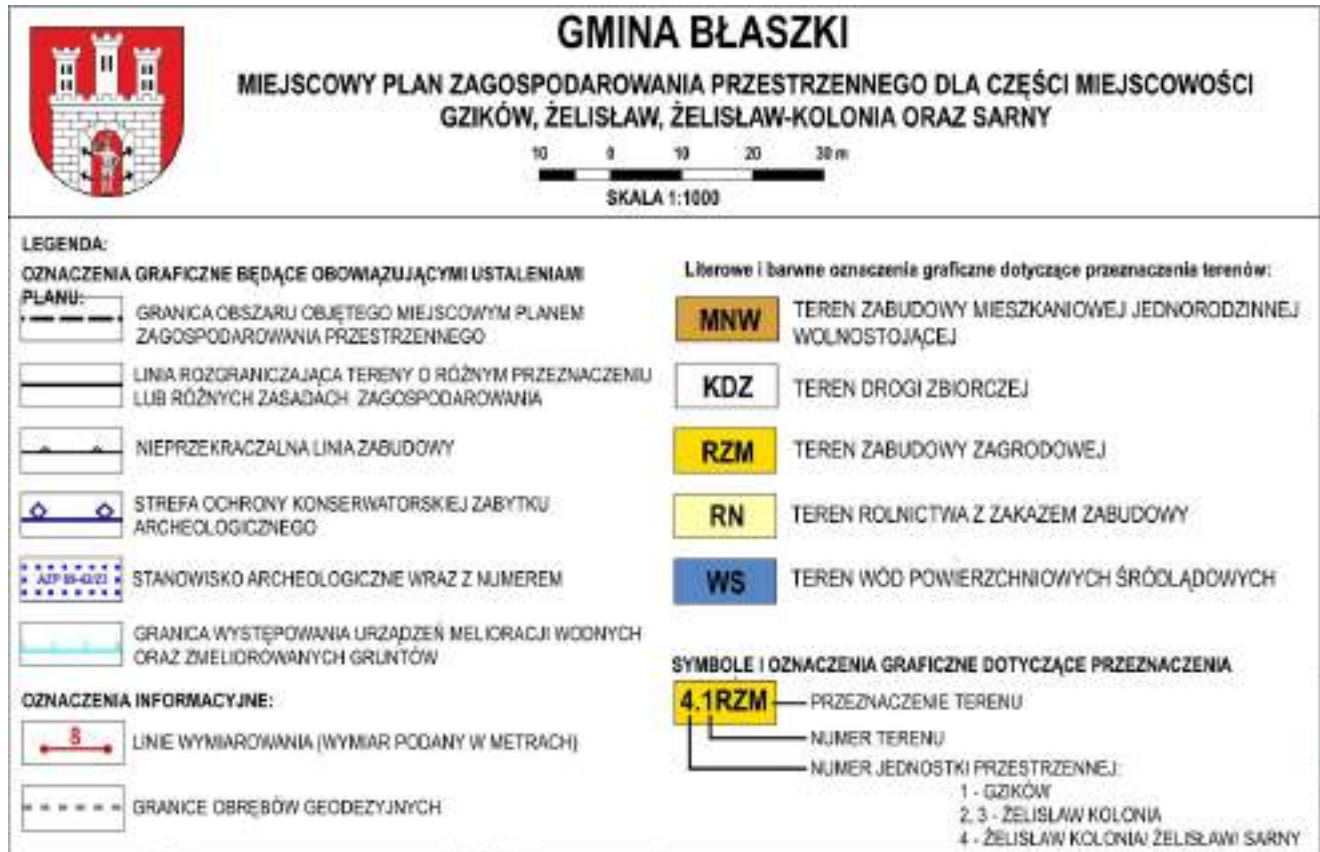 GMINA BŁASZKI
MIEJSCOWY PLAN ZAGOSPODAROWANIA PRZESTRZENNEGO DLA CZĘŚCI MIEJSCOWOŚCI
GZIKÓW, ŻELISŁAW, ŻELISŁAW-KOLONIA ORAZ SARNY
10 0 10 20 30 m
SKALA 1:1000
LEGENDA:
OZNACZENIA GRAFICZNE BĘDĄCE OBOWIĄZUJĄCYMI USTALENIAMI
PLANU:
GRANICA OBSZARU OBJĘTEGO MIEJSCOWYM PLANEM
ZAGOSPODAROWANIA PRZESTRZENNEGO
LINIA ROZGRANICZAJĄCA TERENY O RÓŻNYM PRZEZNACZENIU
LUB RÓŻNYCH ZASADACH ZAGOSPODAROWANIA
NIEPRZEKRACZALNA LINIA ZABUDOWY
STREFA OCHRONY KONSERWATORSKIEJ ZABYTKU
ARCHEOLOGICZNEGO
STANOWISKO ARCHEOLOGICZNE WRAZ Z NUMEREM
GRANICA WYSTĘPOWANIA URZĄDZEŃ MELIORACJI WODNYCH
ORAZ ZMELIOROWANYCH GRUNTÓW
OZNACZENIA INFORMACYJNE:
LINIE WYMIAROWANIA (WYMIAR PODANY W METRACH)
GRANICE OBRĘBÓW GEODEZYJNYCH
Literowe i barwne oznaczenia graficzne dotyczące przeznaczenia terenów:
MNW TEREN ZABUDOWY MIESZKANIOWEJ JEDNORODZINNEJ
WOLNOSTOJĄCEJ
KDZ TEREN DROGI ZBIORCZEJ
RZM TEREN ZABUDOWY ZAGRODOWEJ
RN TEREN ROLNICTWA Z ZAKAZEM ZABUDOWY
WS TEREN WÓD POWIERZCHNIOWYCH ŚRÓDLĄDOWYCH
SYMBOLE I OZNACZENIA GRAFICZNE DOTYCZĄCE PRZEZNACZENIA
4.1RZM PRZEZNACZENIE TERENU
NUMER TERENU
NUMER JEDNOSTKI PRZESTRZENNEJ:
1 - GZIKÓW
2, 3 - ŻELISŁAW KOLONIA
4 - ŻELISŁAW KOLONIA/ ŻELISŁAW/ SARNY